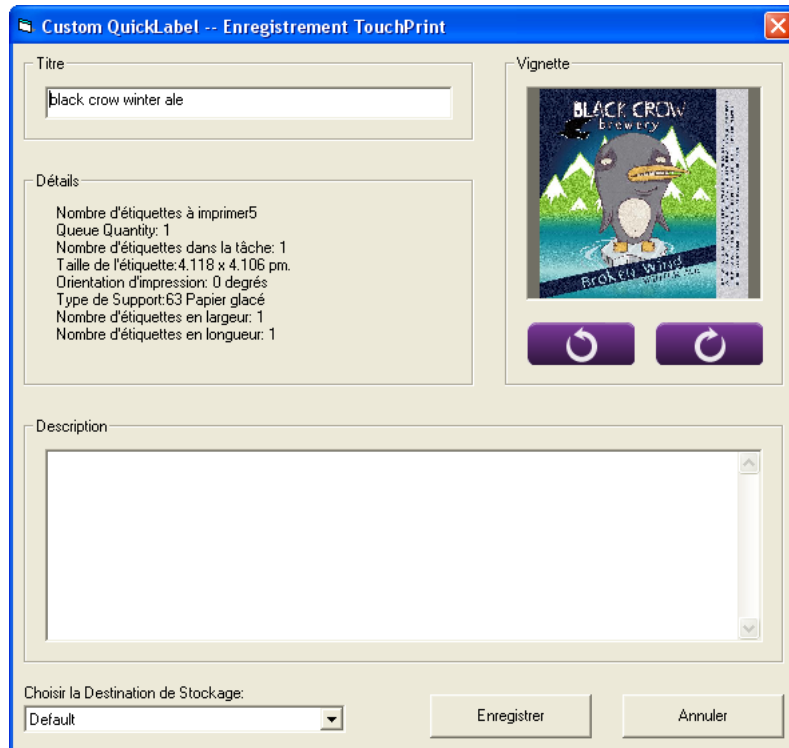 Custom QuickLabel -- Enregistrement TouchPrint
Titre
black crow winter ale
Vignette
BLACK CROW
brewery
BROKEN WIND
WINTER ALE
Détails
Nombre d'étiquettes à imprimer5
Queue Quantity: 1
Nombre d'étiquettes dans la tâche: 1
Taille de l'étiquette:4.118 x 4.106 pm.
Orientation d'impression: 0 degrés
Type de Support:63 Papier glacé
Nombre d'étiquettes en largeur: 1
Nombre d'étiquettes en longueur: 1
Description
Choisir la Destination de Stockage:
Default
Enregistrer
Annuler